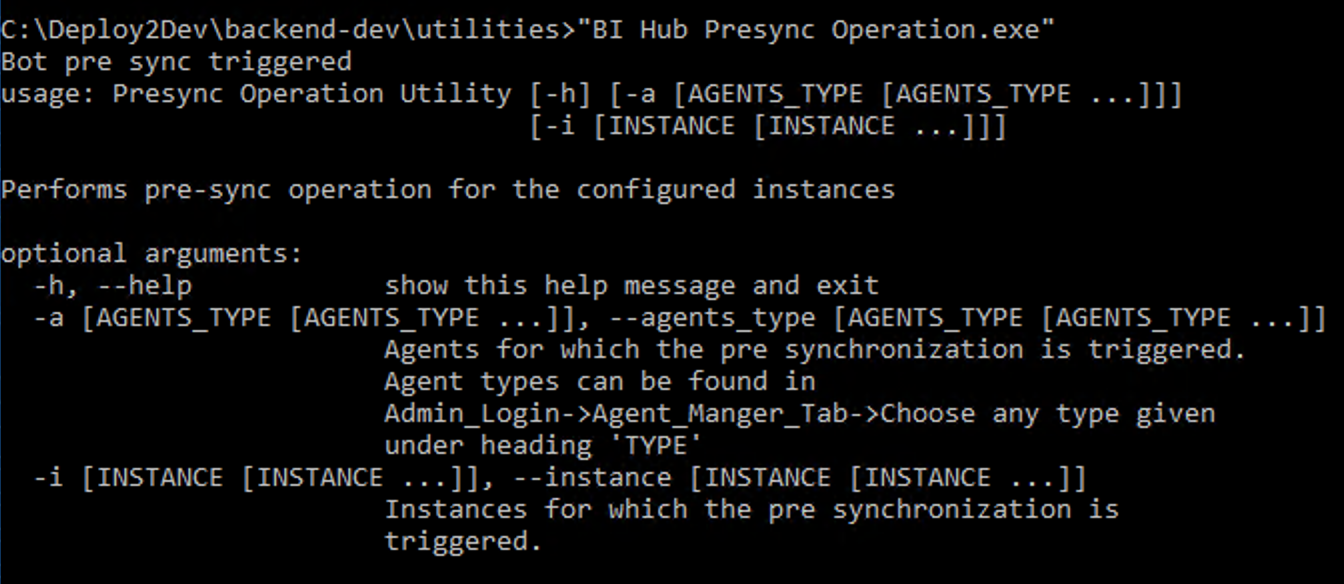 C:\Deploy2Dev\backend-dev\utilities>"BI Hub Presync Operation.exe"
Bot pre sync triggered
usage: Presync Operation Utility [-h] [-a [AGENTS_TYPE [AGENTS_TYPE ...]]]
[-i [INSTANCE [INSTANCE ...]]]
Performs pre-sync operation for the configured instances
optional arguments:
-h, --help show this help message and exit
-a [AGENTS_TYPE [AGENTS_TYPE ...]], --agents_type [AGENTS_TYPE [AGENTS_TYPE ...]]
Agents for which the pre synchronization is triggered.
Agent types can be found in
Admin_Login->Agent_Manger_Tab->Choose any type given
under heading 'TYPE'
-i [INSTANCE [INSTANCE ...]], --instance [INSTANCE [INSTANCE ...]]
Instances for which the pre synchronization is
triggered.